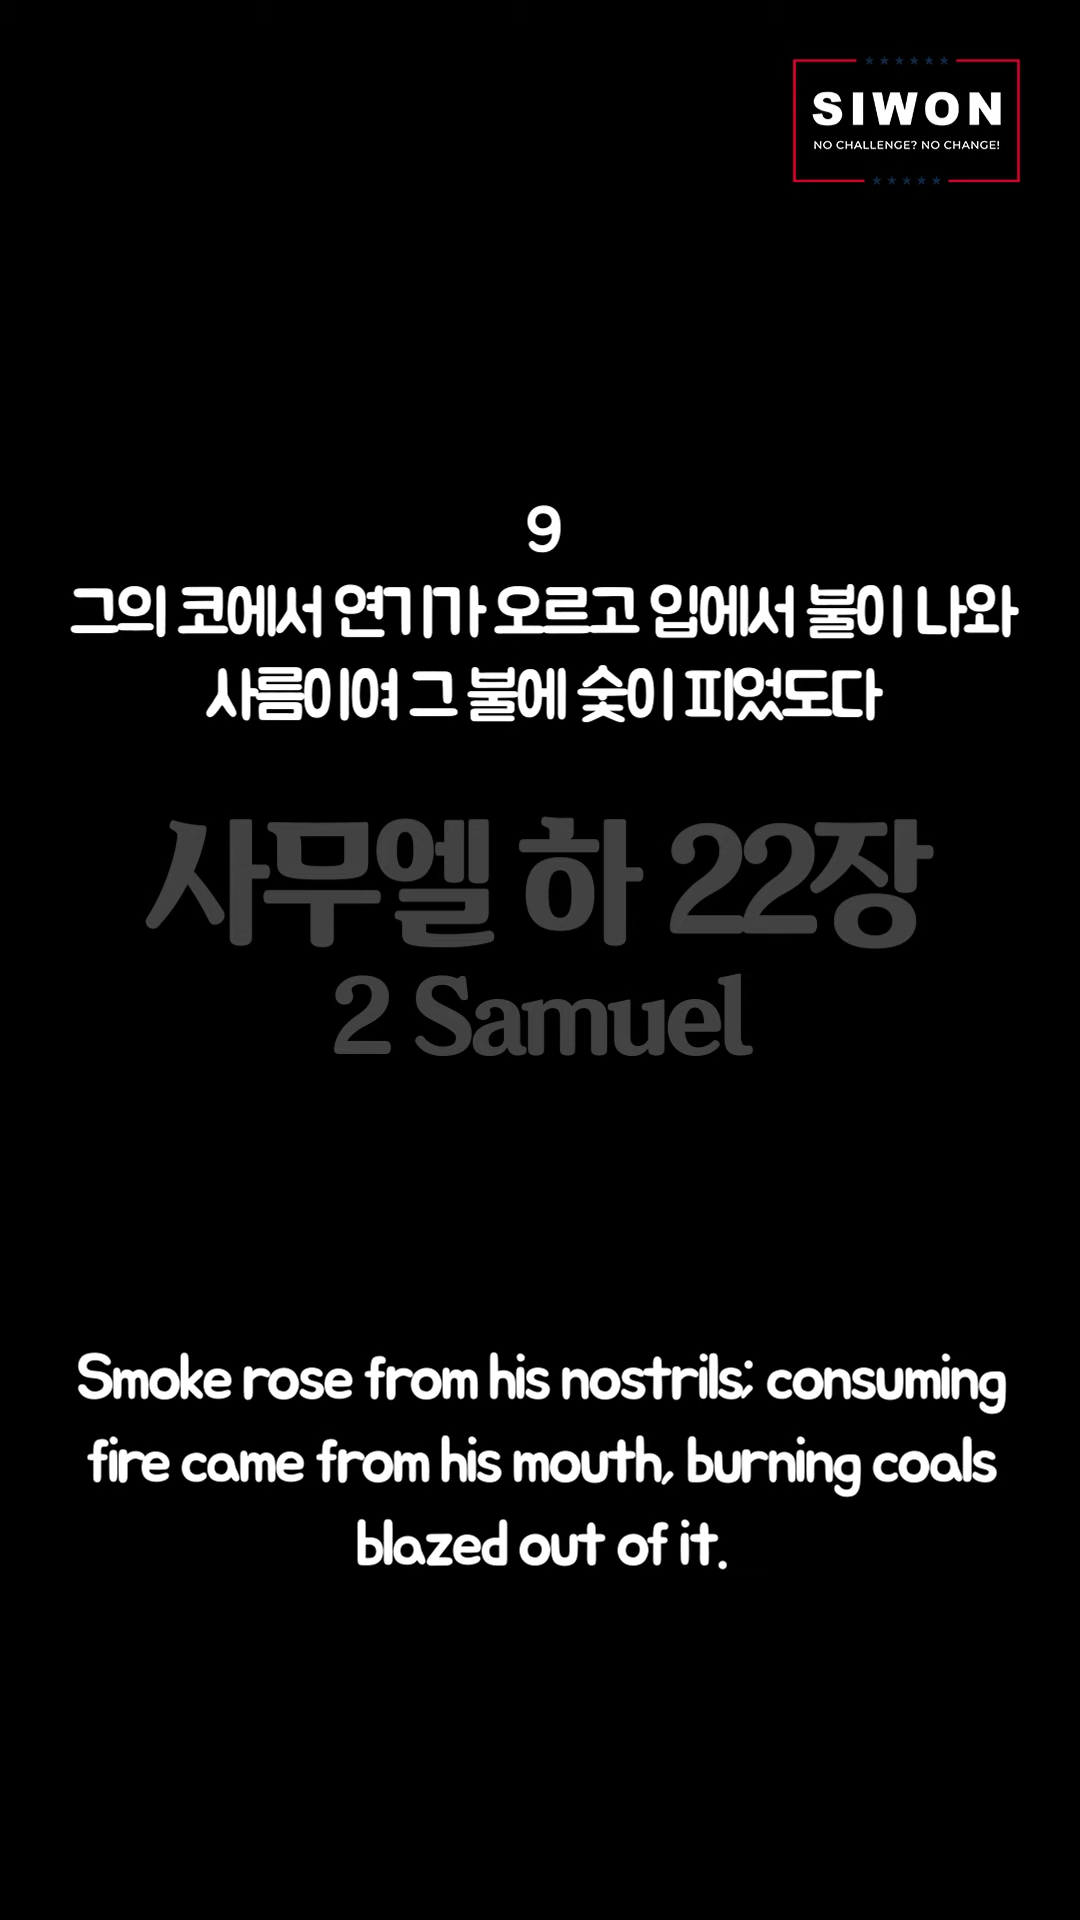 SIWON
NO CHALLENGE? NO CHANGE!
9
그의 코에서 연기가 오르고 입에서 불이 나와
사름이여 그 불에 숯이 피었도다
사무엘 하 22장
2 Samuel
Smoke rose from his nostrils; consuming
fire came from his mouth, burning coals
blazed out of it.